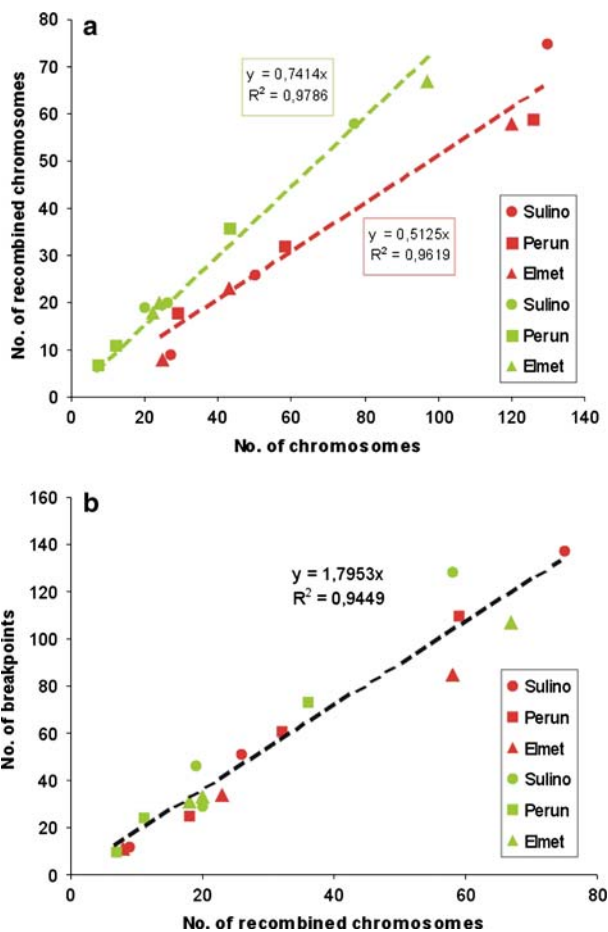 a
80
70
60
50
40
30
20
10
0
No. of recombined chromosomes
y = 0,7414x
R² = 0,9786
y = 0,5125x
R² = 0,9619
Sulino
Perun
Elmet
Sulino
Perun
Elmet
0 20 40 60 80 100 120 140
No. of chromosomes
b
160
140
120
100
80
60
40
20
0
No. of breakpoints
y = 1,7953x
R² = 0,9449
Sulino
Perun
Elmet
Sulino
Perun
Elmet
0 20 40 60 80
No. of recombined chromosomes